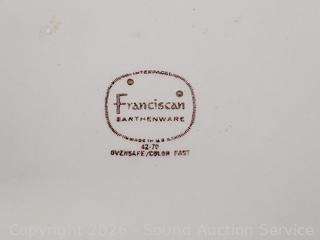 INTERPACE
Franciscan
EARTHENWARE
MADE IN U.S.A.
42-70
OVENSAFE/COLOR FAST
Copyright 2026 - Sound Auction Service